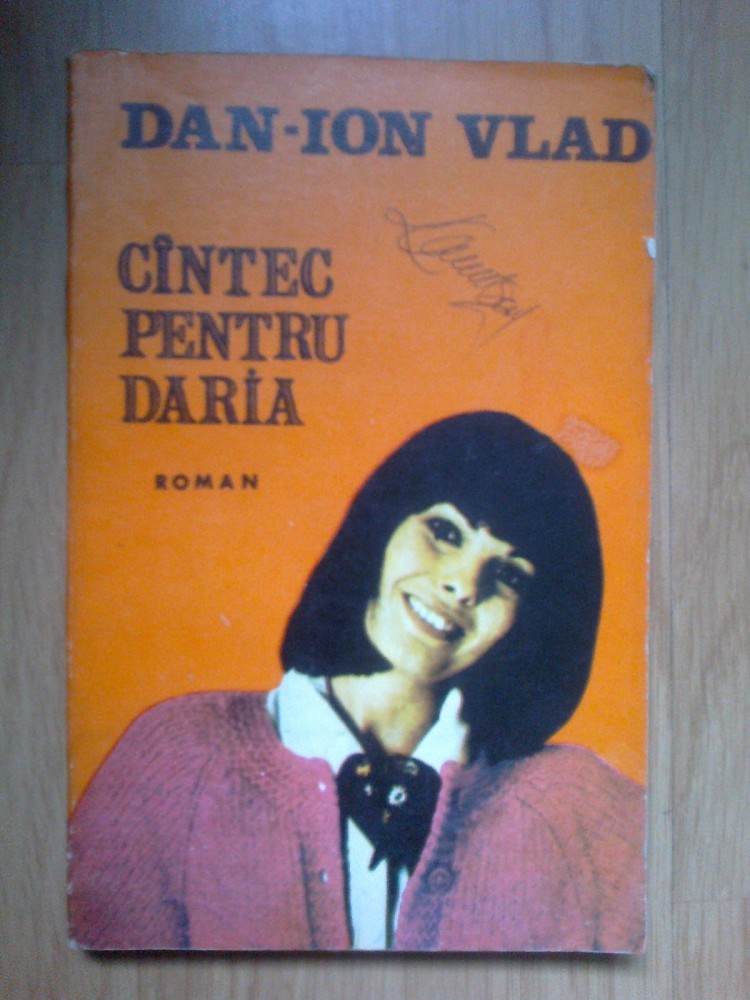 DAN-ION VLAD
CÎNTEC
PENTRU
DARIA
ROMAN